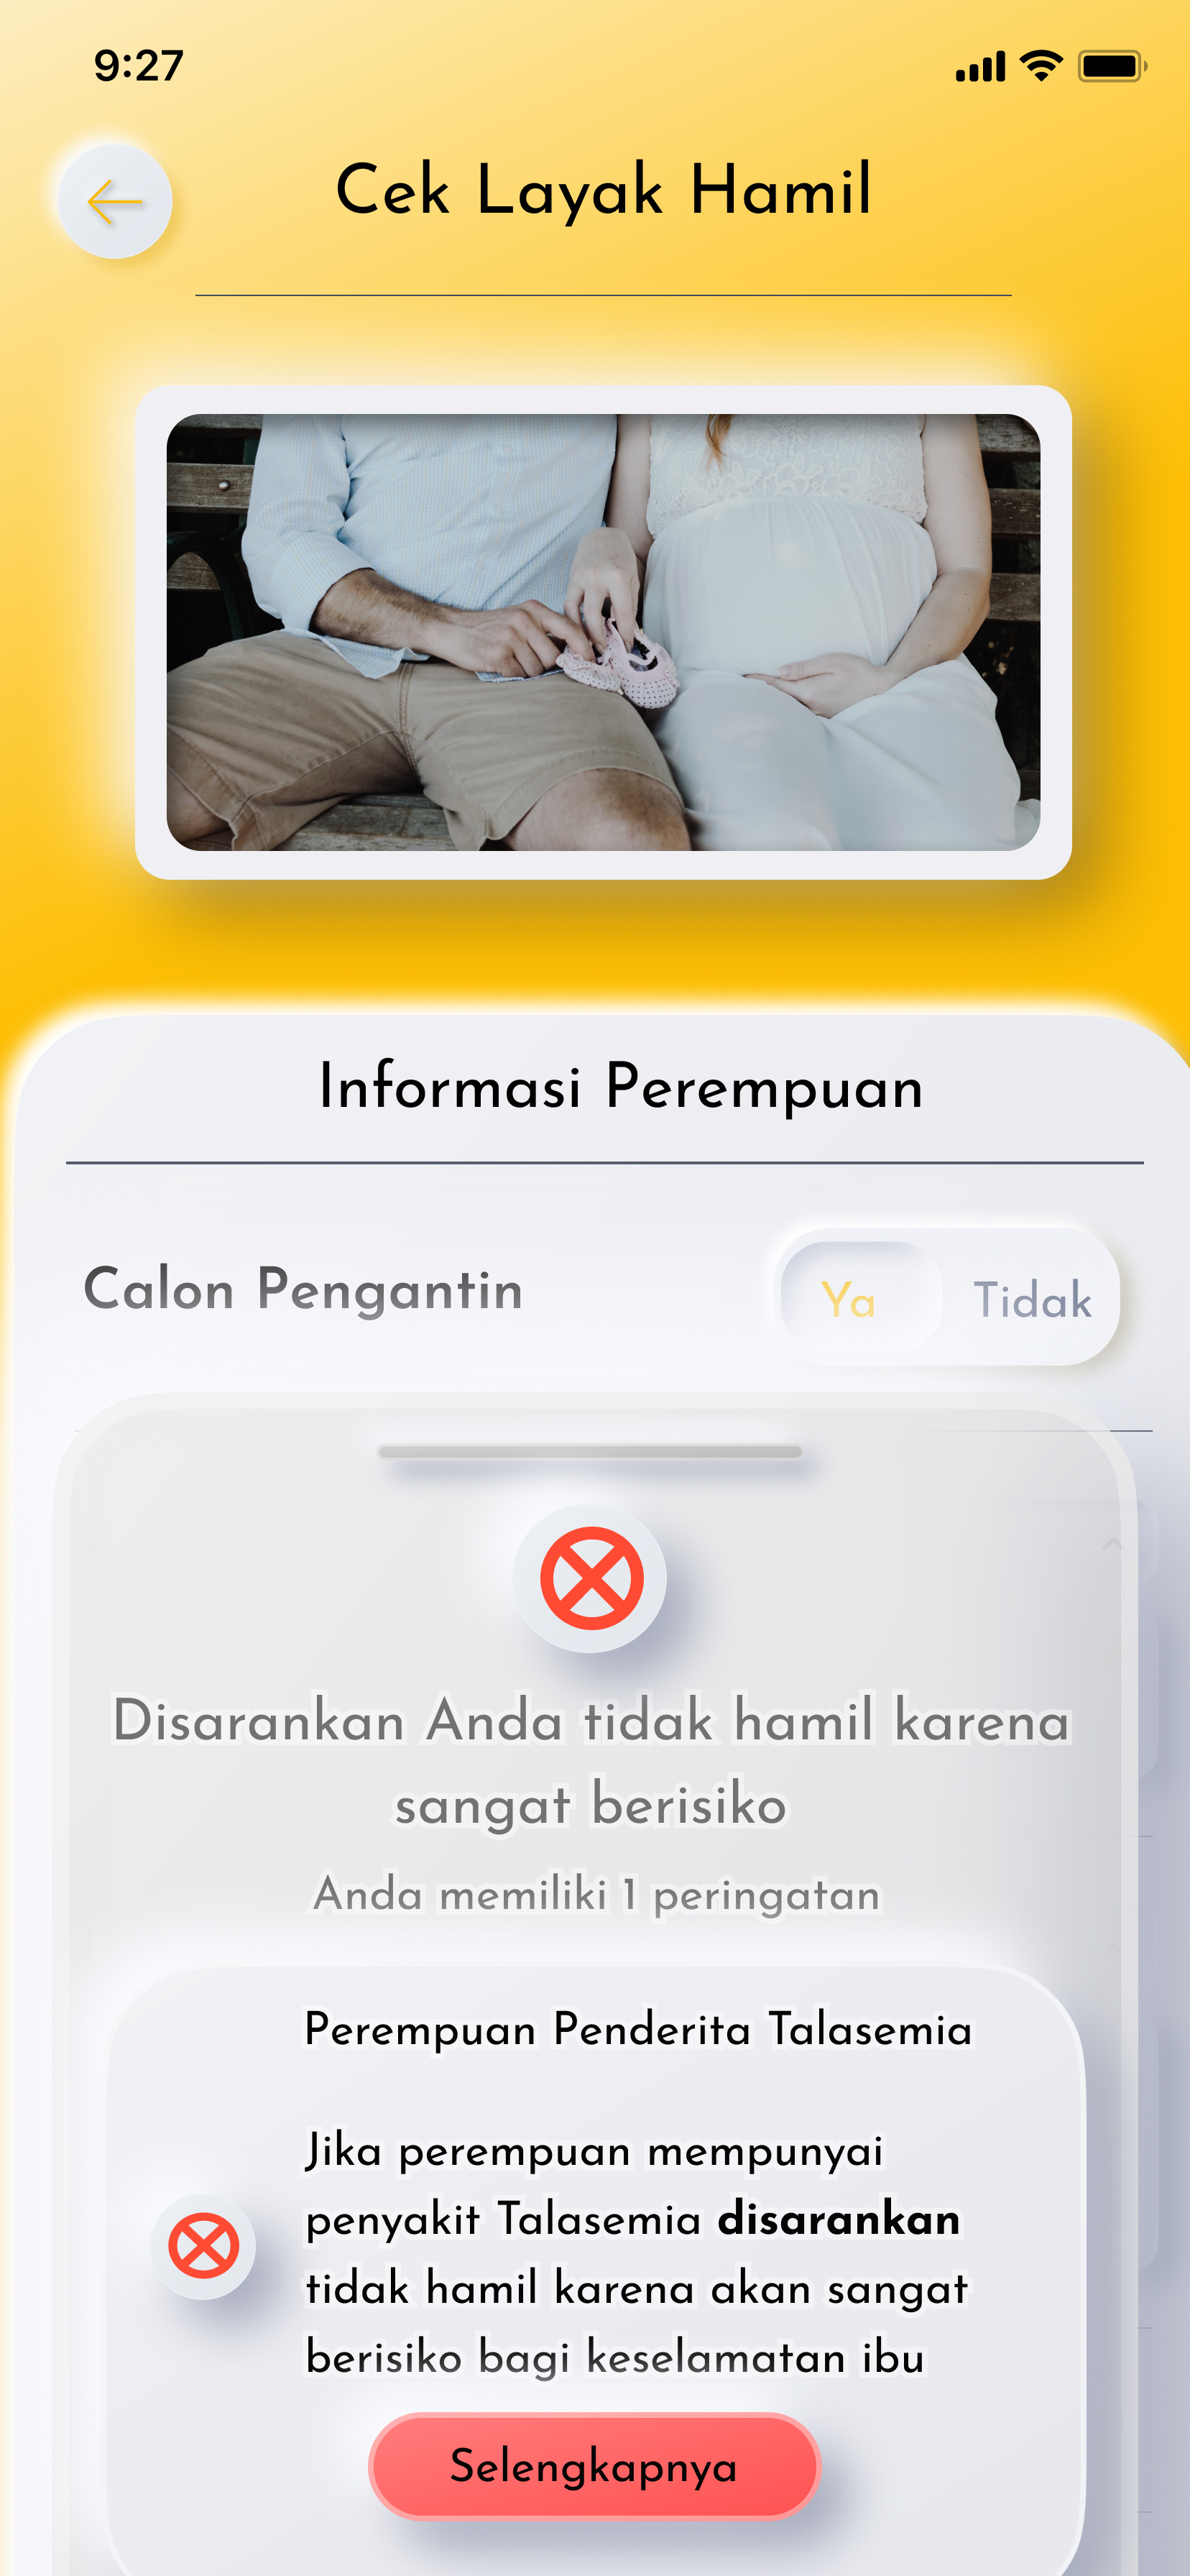 9:27
Cek Layak Hamil
Informasi Perempuan
Calon Pengantin
Ya
Tidak
Disarankan Anda tidak hamil karena
sangat berisiko
Anda memiliki 1 peringatan
Perempuan Penderita Talasemia
Jika perempuan mempunyai
penyakit Talasemia disarankan
tidak hamil karena akan sangat
berisiko bagi keselamatan ibu
Selengkapnya